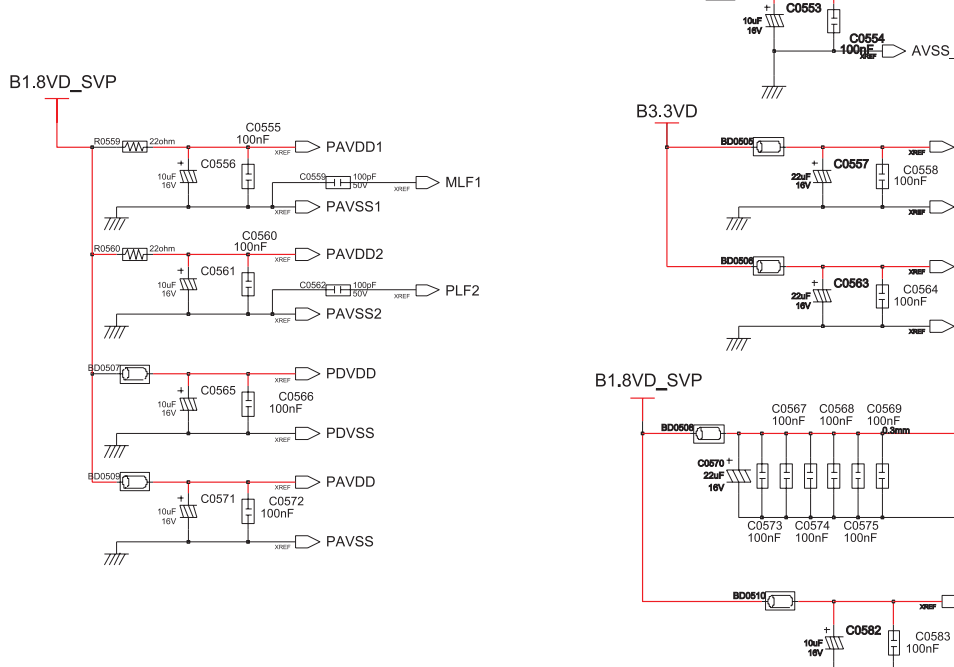 C0553
10uF
16V
C0554
100nF
XREF
AVSS_
B1.8VD_SVP
R0559
22ohm
C0555
100nF
XREF
PAVDD1
C0556
10uF
16V
C0559
100pF
50V
XREF
MLF1
XREF
PAVSS1
R0560
22ohm
C0560
100nF
XREF
PAVDD2
C0561
10uF
16V
C0562
100pF
50V
XREF
PLF2
XREF
PAVSS2
BD0507
XREF
PDVDD
C0565
10uF
16V
C0566
100nF
XREF
PDVSS
BD0509
XREF
PAVDD
C0571
10uF
16V
C0572
100nF
XREF
PAVSS
B3.3VD
BD0505
XREF
C0557
22uF
16V
C0558
100nF
XREF
BD0506
XREF
C0563
22uF
16V
C0564
100nF
XREF
B1.8VD_SVP
BD0508
C0567 C0568 C0569
100nF 100nF 100nF
0.3mm
C0570
22uF
16V
C0573 C0574 C0575
100nF 100nF 100nF
BD0510
XREF
C0582
10uF
16V
C0583
100nF